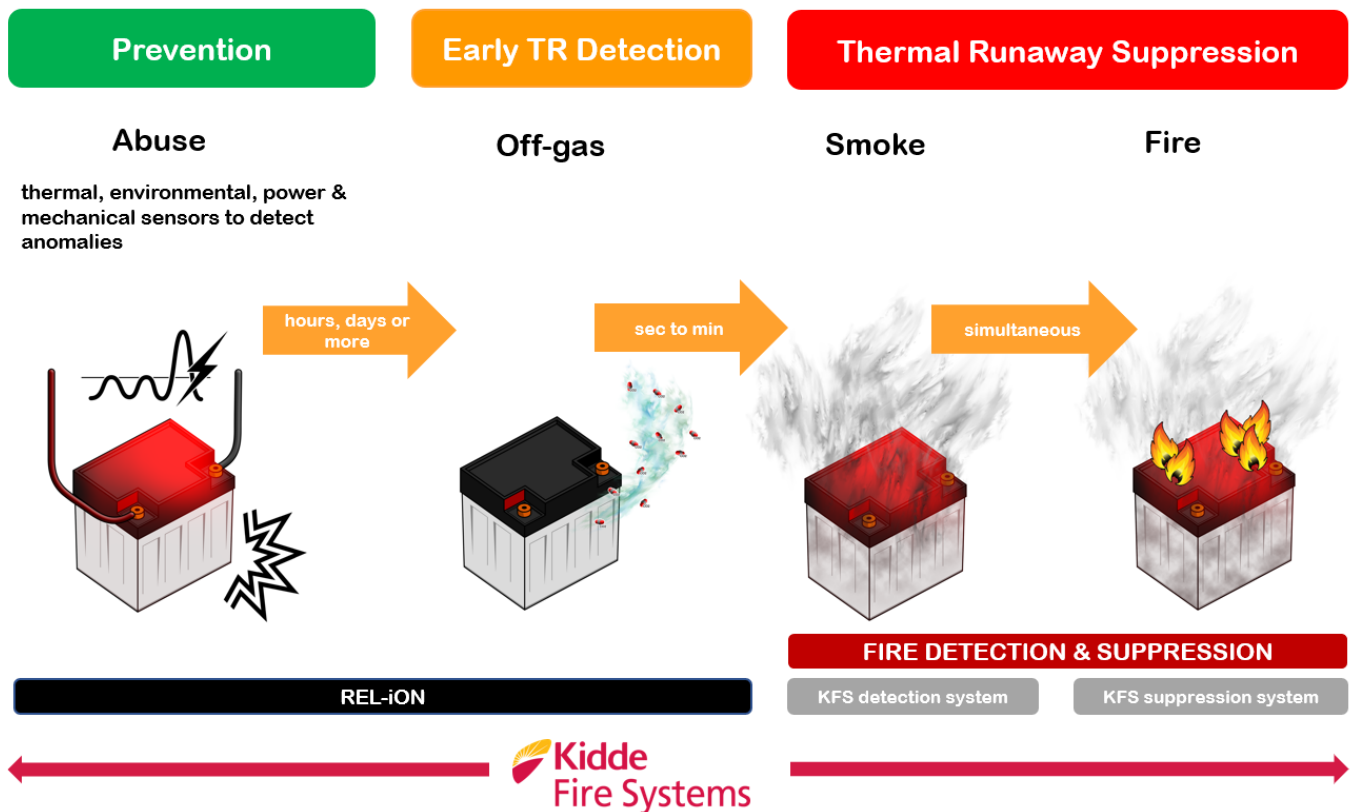 Prevention
Early TR Detection
Thermal Runaway Suppression
Abuse
Off-gas
Smoke
Fire
thermal, environmental, power &
mechanical sensors to detect
anomalies
hours, days or
more
sec to min
simultaneous
FIRE DETECTION & SUPPRESSION
REL-iON
KFS detection system
KFS suppression system
Kidde
Fire Systems